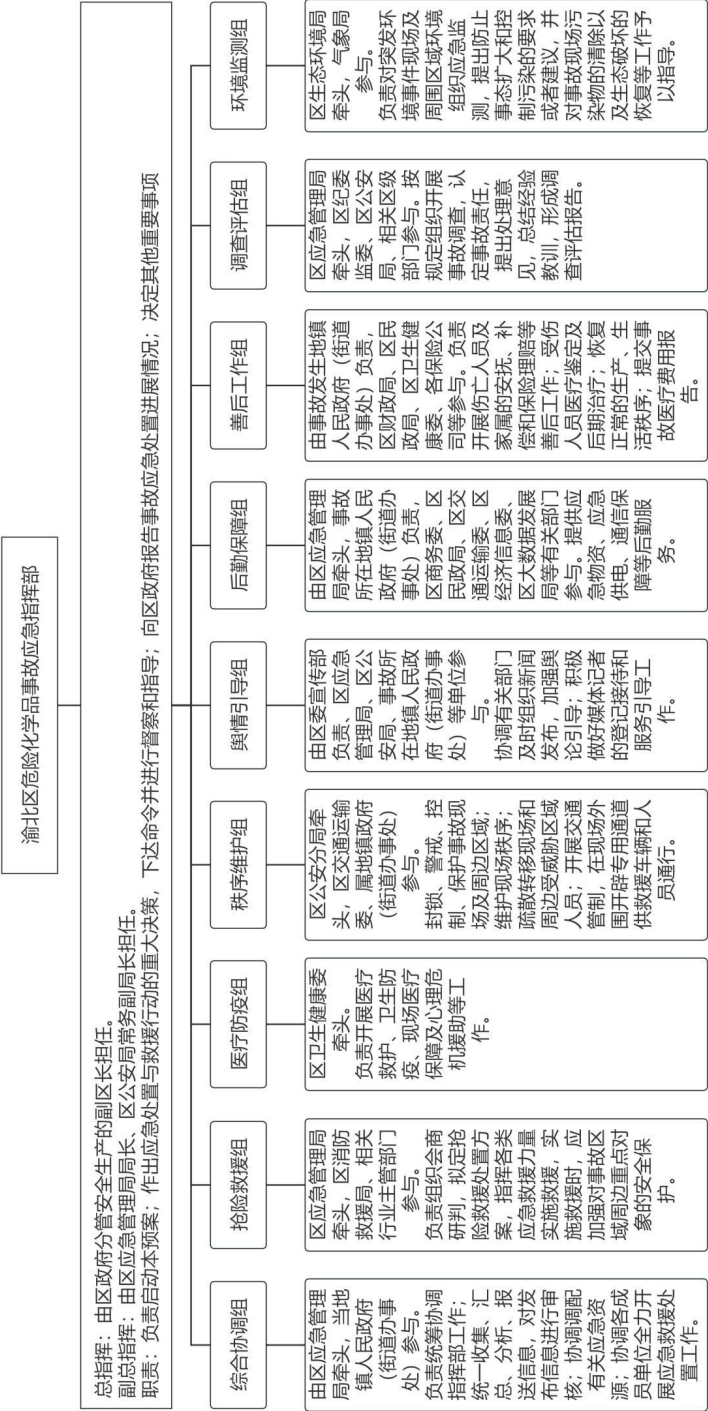 渝北区危险化学品事故应急指挥部
总指挥：由区政府分管安全生产的副区长担任。
副总指挥：由区应急管理局局长、区公安局常务副局长担任。
职责：负责启动本预案；作出应急处置与救援行动的重大决策，下达命令并进行督察和指导；向区政府报告事故应急处置进展情况；决定其他重要事项
综合协调组
由区应急管理
局牵头，当地
镇人民政府
（街道办事
处）参与。
负责统筹协调
指挥部工作；
统一收集、汇
总、分析、报
送信息，对发
布信息进行审
核；协调调配
有关应急资
源；协调各成
员单位全力开
展应急救援处
置工作。
抢险救援组
区应急管理局
牵头，区消防
救援局、相关
行业主管部门
参与。
负责组织会商
研判，拟定抢
险救援处置方
案，指挥各类
应急救援力量
实施救援，实
施救援时，应
加强对事故区
域周边重点对
象的安全保
护。
医疗防疫组
区卫生健康委
牵头。
负责开展医疗
救护、卫生防
疫、现场医疗
保障及心理危
机援助等工
作。
秩序维护组
区公安分局牵
头，区交通运输
委、属地镇政府
（街道办事处）
参与。
封锁、警戒、控
制、保护事故现
场及周边区域；
维护现场秩序；
疏散转移现场和
周边受威胁区域
人员；开展交通
管制，在现场外
围开辟专用通道
供救援车辆和人
员通行。
舆情引导组
由区委宣传部
负责、区应急
管理局、区公
安局、事故所
在地镇人民政
府（街道办事
处）等单位参
与。
协调有关部门
及时组织新闻
发布，加强舆
论引导；积极
做好媒体记者
的登记接待和
服务引导工
作。
后勤保障组
由区应急管理
局牵头，事故
所在地镇人民
政府（街道办
事处）负责，
区商务委、区
民政局、区交
通运输委、区
经济信息委、
区大数据发展
局等有关部门
参与。提供应
急物资、应急
供电、通信保
障等后勤服
务。
善后工作组
由事故发生地镇
人民政府（街道
办事处）负责，
区财政局、区民
政局、区卫生健
康委、各保险公
司等参与。负责
开展伤亡人员及
家属的安抚、补
偿和保险理赔等
善后工作；受伤
人员医疗鉴定及
后期治疗；恢复
正常的生产、生
活秩序；提交事
故医疗费用报
告。
调查评估组
区应急管理局
牵头，区纪委
监委、区公安
局、相关区级
部门参与。按
规定组织开展
事故调查，认
定事故责任，
提出处理意
见，总结经验
教训，形成调
查评估报告。
环境监测组
区生态环境局
牵头，气象局
参与。
负责对突发环
境事件现场及
周围区域环境
组织应急监
测，提出防止
事态扩大和控
制污染的要求
或者建议，并
对事故现场污
染物的清除以
及生态破坏的
恢复等工作予
以指导。